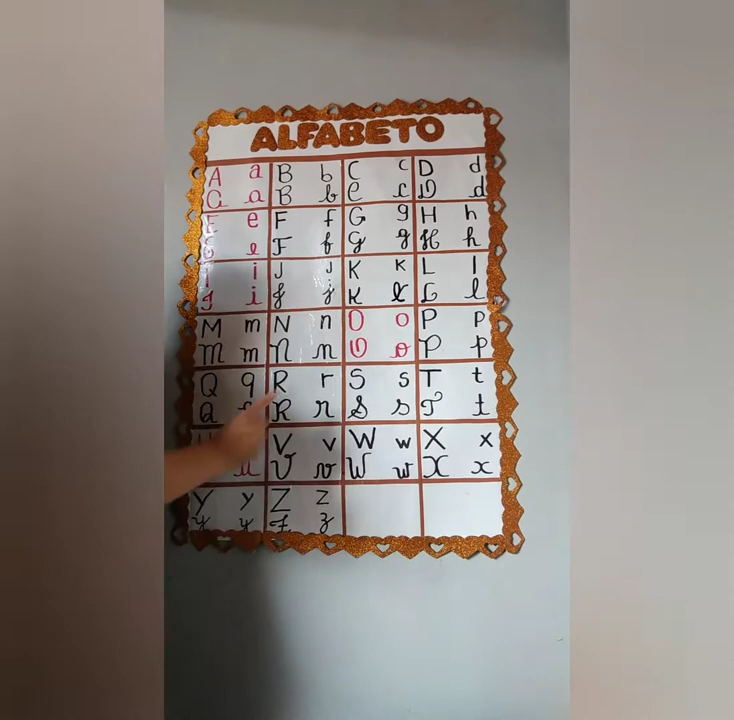 ALFABETO
A a B b C c D d
A a B b C c D d
E e F f G g H h
E e F f G g H h
I i J j K k L l
I i J j K k L l
M m N n O o P p
M m N n O o P p
Q q R r S s T t
Q R r S s T t
V v W w X x
u V v W w X x
Y y Z z
y y Z z